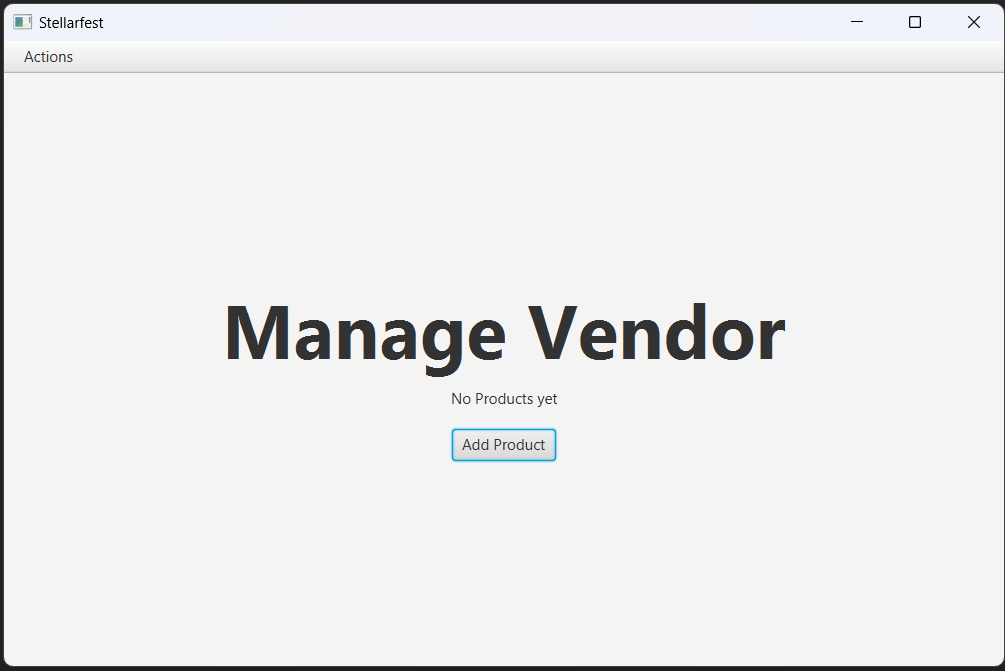 Stellarfest
Actions
Manage Vendor
No Products yet
Add Product